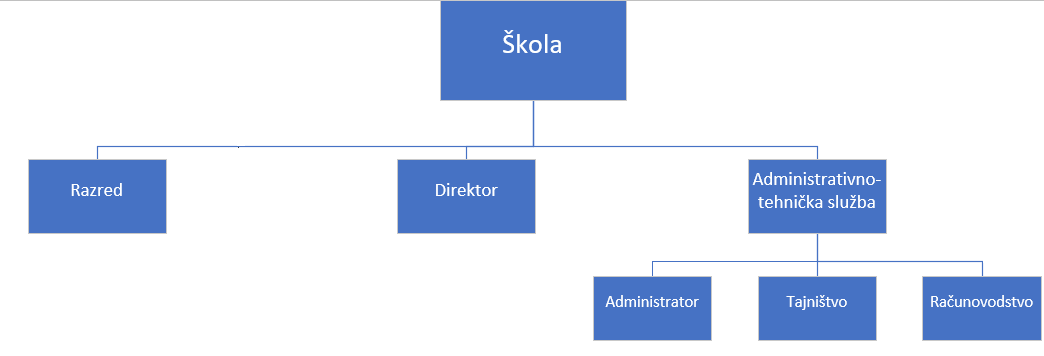 Škola
Razred
Direktor
Administrativno-
tehnička služba
Administrator
Tajništvo
Računovodstvo